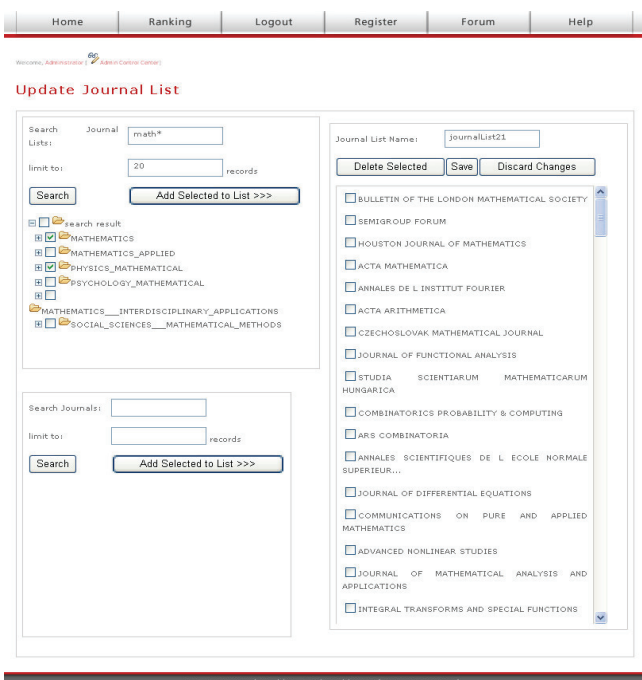 Home Ranking Logout Register Forum Help
Welcome, Administrator | Admin Control Center|
Update Journal List
Search Journal
Lists:
math*
limit to:
20
records
Search
Add Selected to List >>>
search result
MATHEMATICS
MATHEMATICS_APPLIED
PHYSICS_MATHEMATICAL
PSYCHOLOGY_MATHEMATICAL
MATHEMATICS___INTERDISCIPLINARY_APPLICATIONS
SOCIAL_SCIENCES___MATHEMATICAL_METHODS
Search Journals:
limit to:
records
Search
Add Selected to List >>>
Journal List Name:
journalList21
Delete Selected
Save
Discard Changes
BULLETIN OF THE LONDON MATHEMATICAL SOCIETY
SEMIGROUP FORUM
HOUSTON JOURNAL OF MATHEMATICS
ACTA MATHEMATICA
ANNALES DE L INSTITUT FOURIER
ACTA ARITHMETICA
CZECHOSLOVAK MATHEMATICAL JOURNAL
JOURNAL OF FUNCTIONAL ANALYSIS
STUDIA SCIENTIARUM MATHEMATICARUM
HUNGARICA
COMBINATORICS PROBABILITY & COMPUTING
ARS COMBINATORIA
ANNALES SCIENTIFIQUES DE L ECOLE NORMALE
SUPERIEUR...
JOURNAL OF DIFFERENTIAL EQUATIONS
COMMUNICATIONS ON PURE AND APPLIED
MATHEMATICS
ADVANCED NONLINEAR STUDIES
JOURNAL OF MATHEMATICAL ANALYSIS AND
APPLICATIONS
INTEGRAL TRANSFORMS AND SPECIAL FUNCTIONS